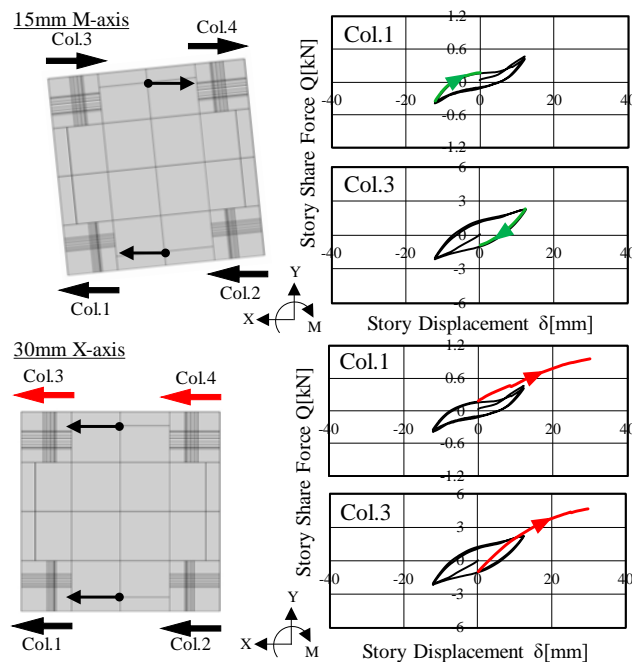 15mm M-axis
Col.3
Col.4
Col.1
Col.2
Y
X
M
Story Share Force Q[kN]
Col.1
1.2
0.6
0
-0.6
-1.2
-40
-20
0
20
40
Col.3
6
3
0
-3
-6
-40
-20
0
20
40
Story Displacement δ[mm]
30mm X-axis
Col.3
Col.4
Col.1
Col.2
Y
X
M
Story Share Force Q[kN]
Col.1
1.2
0.6
0
-0.6
-1.2
-40
-20
0
20
40
Col.3
6
3
0
-3
6
-40
-20
0
20
40
Story Displacement δ[mm]